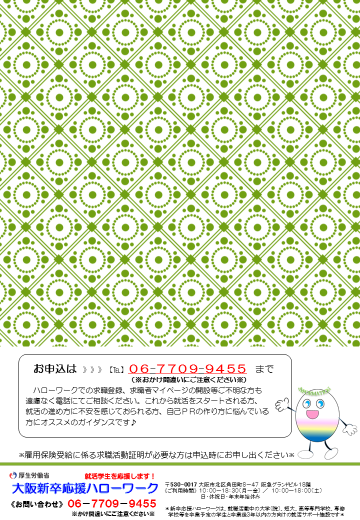 お申込は 》》》【℡】06-7709-9455 まで
(※おかけ間違いにご注意ください※)
ハローワークでの求職登録、求職者マイページの開設等ご不明な方も
遠慮なく電話にてご相談ください。これから就活をスタートされる方、
就活の進め方に不安を感じておられる方、自己PRの作り方に悩んでいる
方にオススメのガイダンスです♪
※雇用保険受給に係る求職活動証明が必要な方は申込時にお申し出ください※
厚生労働省
就活学生を応援します!
大阪新卒応援ハローワーク
《お問い合わせ》06-7709-9455
※かけ間違いにご注意ください※
〒530-0017 大阪市北区角田町8-47 阪急グランドビル18階
(ご利用時間) 10:00~18:30(月~金) / 10:00~18:00(土)
日・休祝日・年末年始休み
*新卒応援ハローワークは、就職活動中の大学(院)、短大、高等専門学校、専修
学校等を卒業予定の学生と卒業後3年以内の方向けの就活サポート施設です*